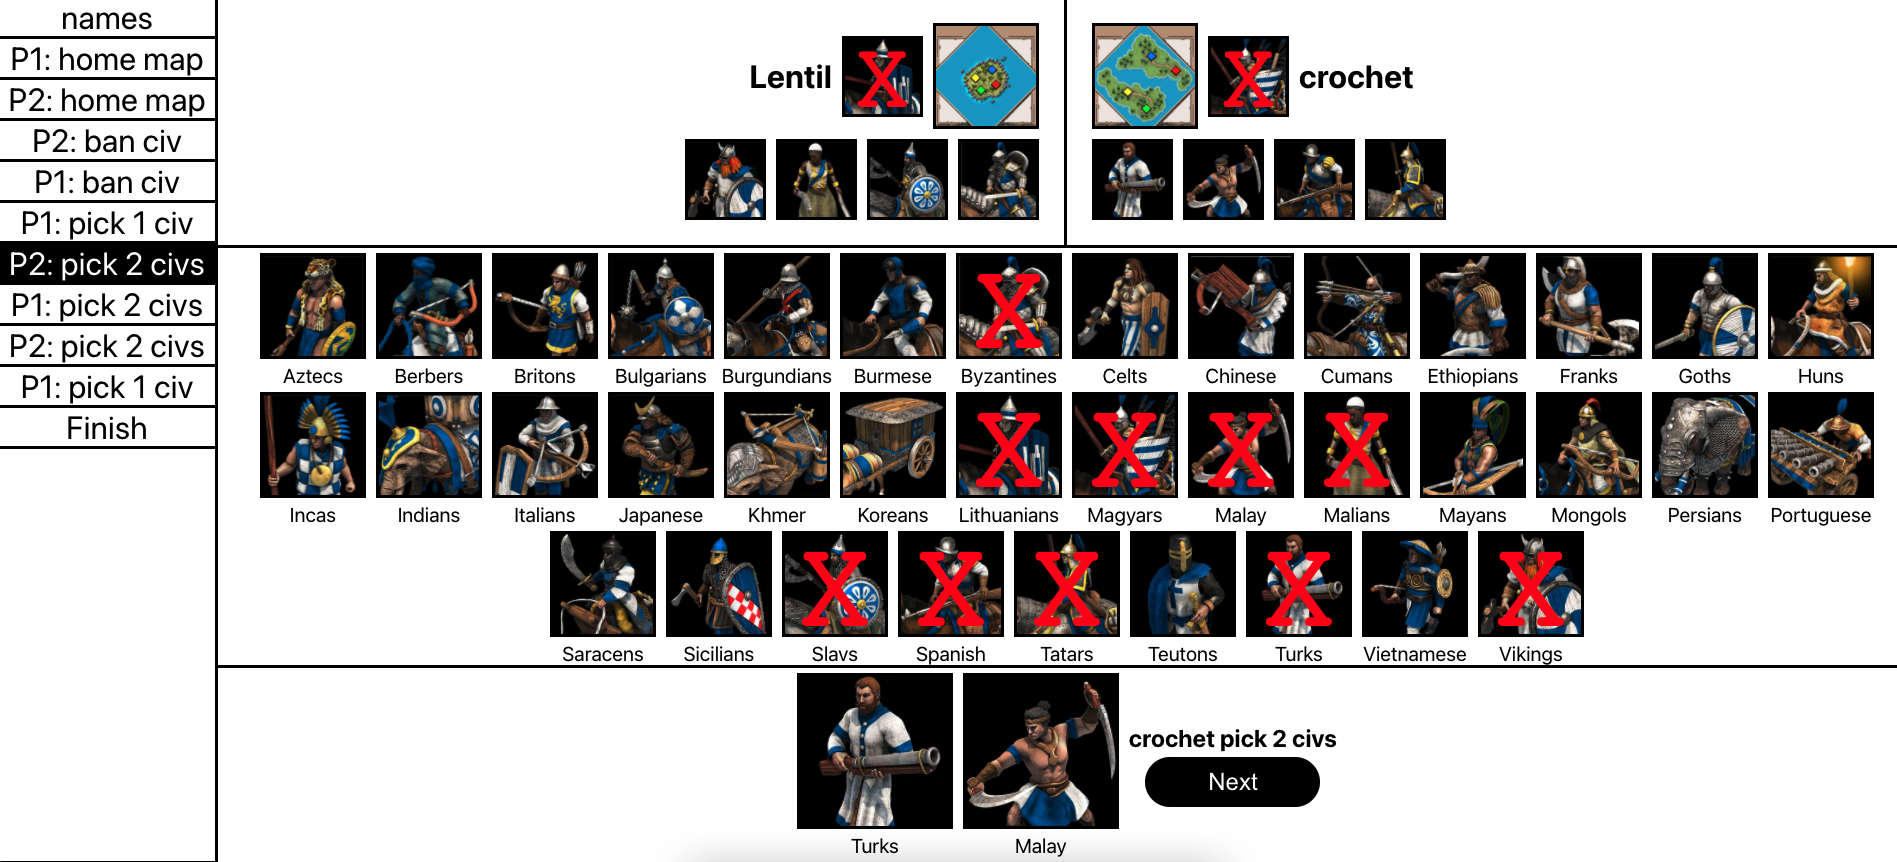 names
P1: home map
P2: home map
P2: ban civ
P1: ban civ
P1: pick 1 civ
P2: pick 2 civs
P1: pick 2 civs
P2: pick 2 civs
P1: pick 1 civ
Finish
Lentil X
X crochet
X
Aztecs Berbers Britons Bulgarians Burgundians Burmese Byzantines Celts Chinese Cumans Ethiopians Franks Goths Huns
X X X X
Incas Indians Italians Japanese Khmer Koreans Lithuanians Magyars Malay Malians Mayans Mongols Persians Portuguese
X X X X X
Saracens Sicilians Slavs Spanish Tatars Teutons Turks Vietnamese Vikings
crochet pick 2 civs
Next
Turks Malay